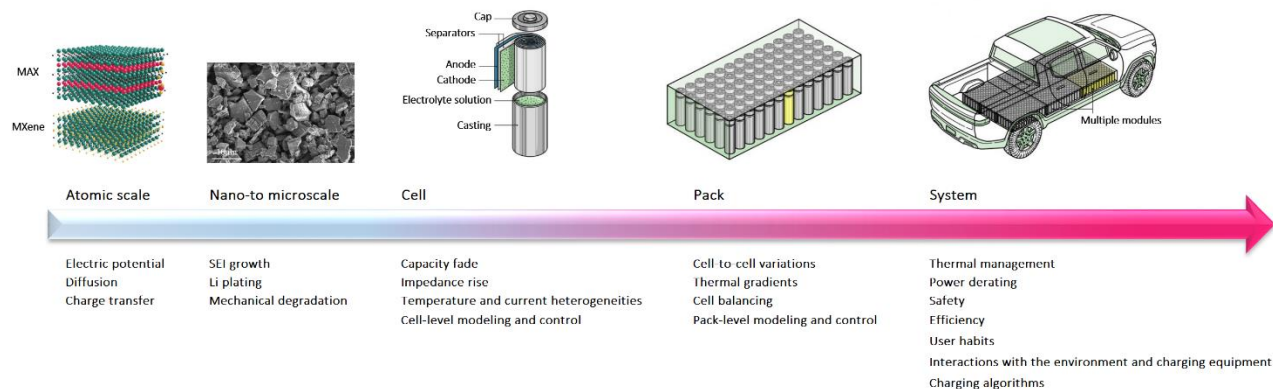 Cap
Separators
Anode
Cathode
Electrolyte solution
Casting
MAX
MXene
Multiple modules
Atomic scale
Nano-to microscale
Cell
Pack
System
Electric potential
Diffusion
Charge transfer
SEI growth
Li plating
Mechanical degradation
Capacity fade
Impedance rise
Temperature and current heterogeneities
Cell-level modeling and control
Cell-to-cell variations
Thermal gradients
Cell balancing
Pack-level modeling and control
Thermal management
Power derating
Safety
Efficiency
User habits
Interactions with the environment and charging equipment
Charging algorithms